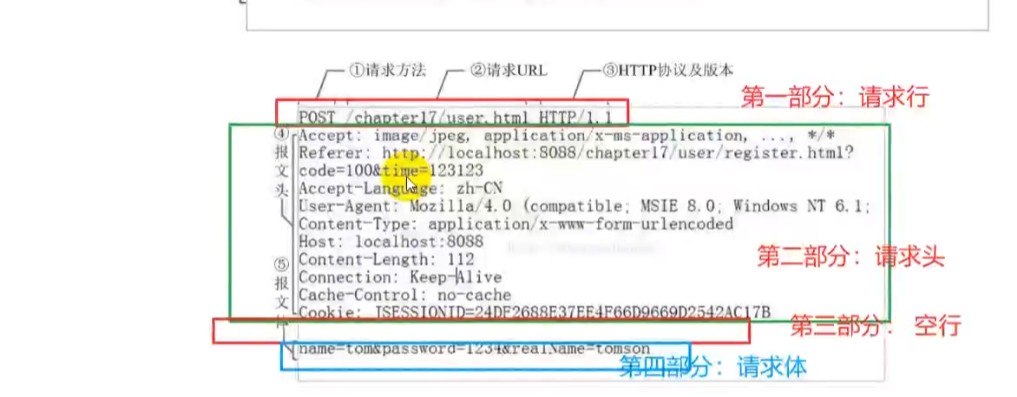 ①请求方法 ②请求URL ③HTTP协议及版本
第一部分：请求行
POST /chapter17/user.html HTTP/1.1
④报文头
Accept: image/jpeg, application/x-ms-application, ..., */*
Referer: http://localhost:8088/chapter17/user/register.html?
code=100&time=123123
Accept-Language: zh-CN
User-Agent: Mozilla/4.0 (compatible; MSIE 8.0; Windows NT 6.1;
Content-Type: application/x-www-form-urlencoded
Host: localhost:8088
第二部分：请求头
Content-Length: 112
⑤报文
Connection: Keep-Alive
Cache-Control: no-cache
Cookie: JSESSIONID=24DF2688E37EE4F66D9669D2542AC17B
第三部分： 空行
name=tom&password=1234&realName=tomson
第四部分：请求体